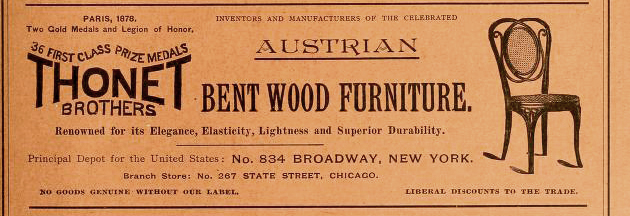 PARIS, 1878.
Two Gold Medals and Legion of Honor,
36 FIRST CLASS PRIZE MEDALS
THONET
BROTHERS
INVENTORS AND MANUFACTURERS OF THE CELEBRATED
AUSTRIAN
BENT WOOD FURNITURE.
Renowned for its Elegance, Elasticity, Lightness and Superior Durability.
Principal Depot for the United States: No. 834 BROADWAY, NEW YORK.
Branch Store: No. 267 STATE STREET, CHICAGO.
NO GOODS GENUINE WITHOUT OUR LABEL. LIBERAL DISCOUNTS TO THE TRADE.